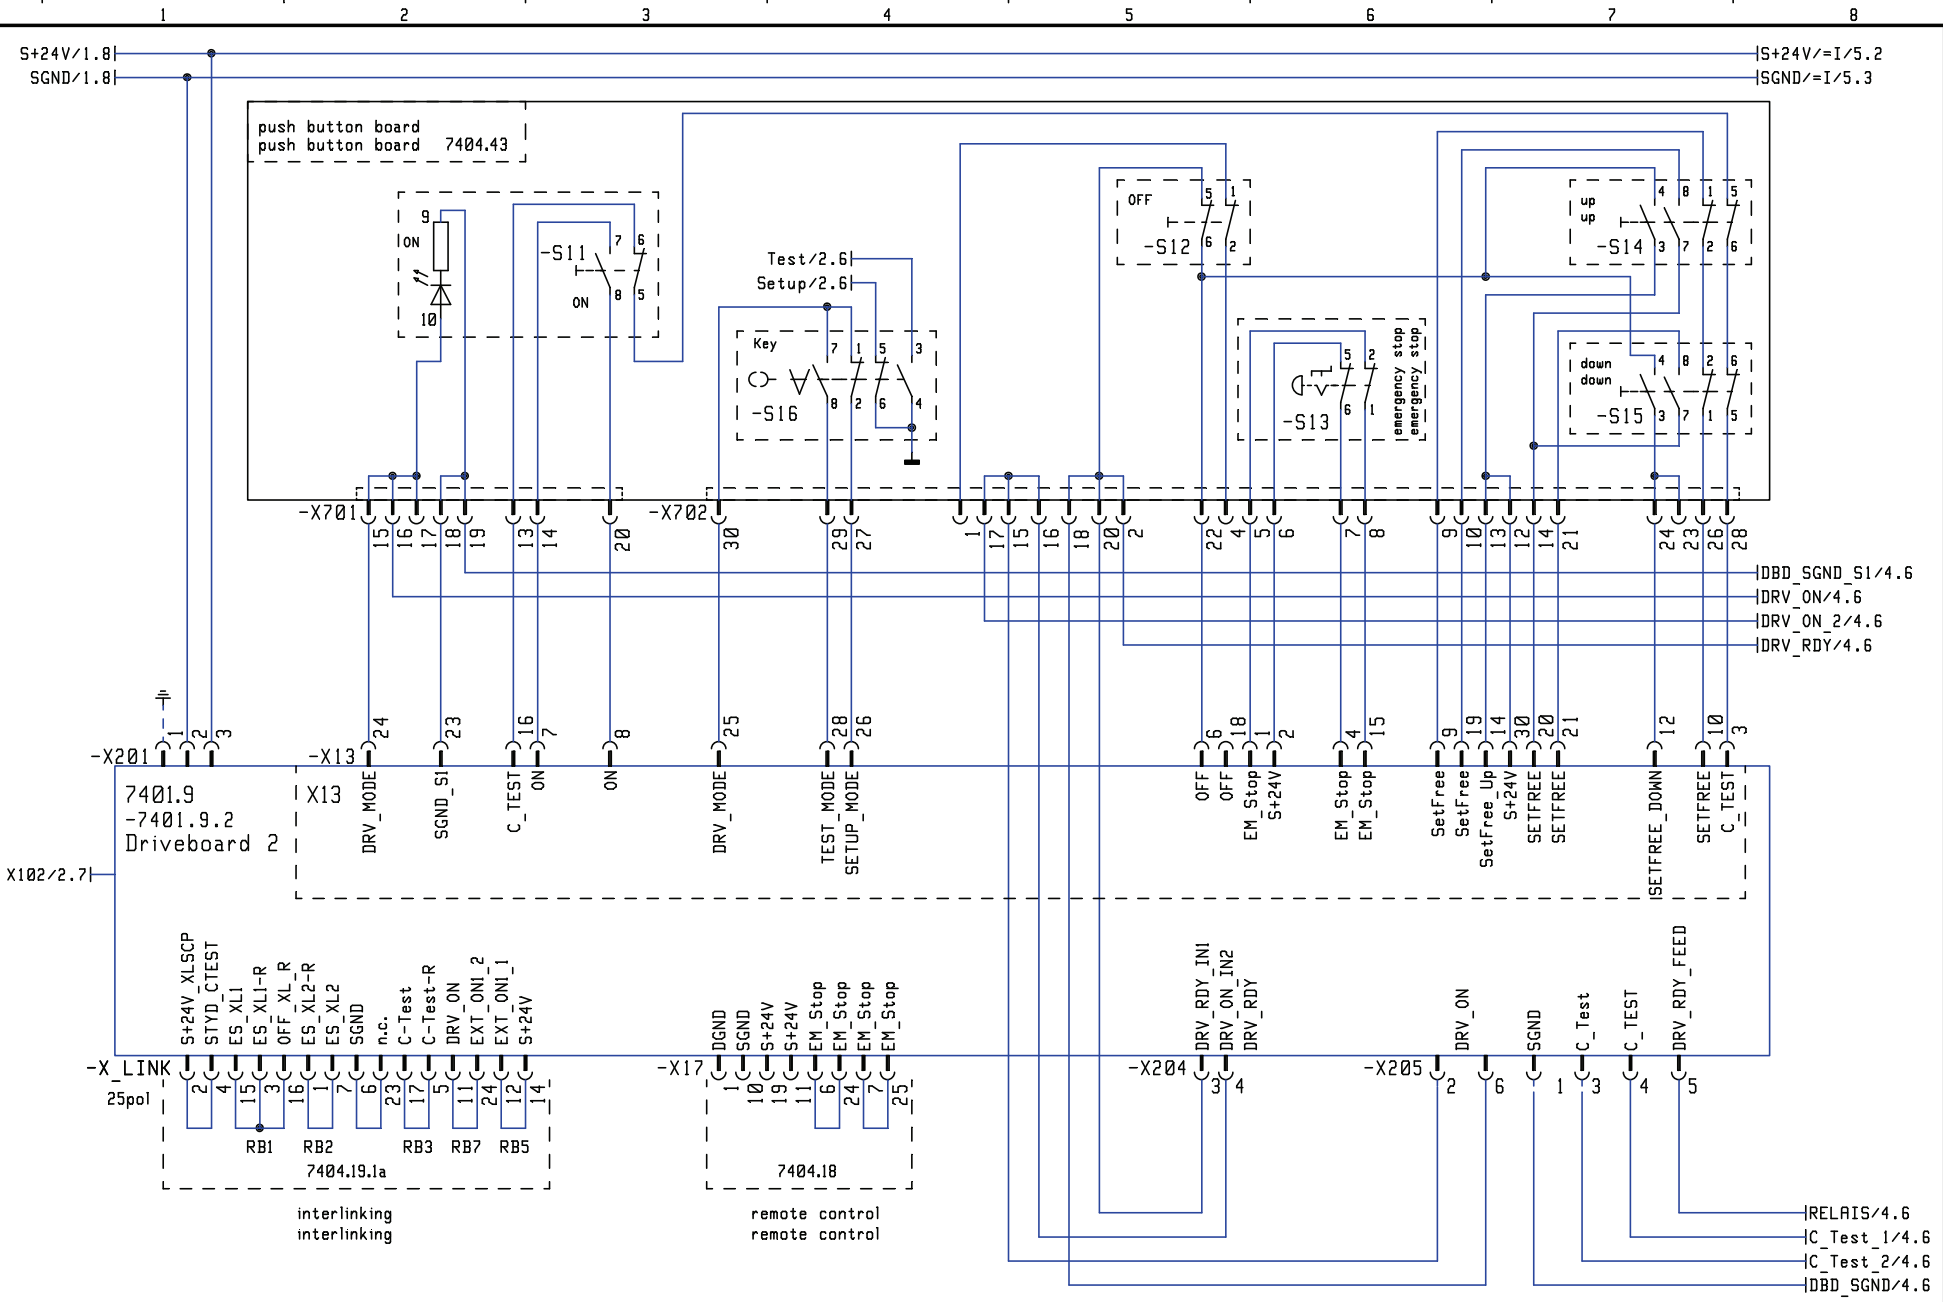 1 2 3 4 5 6 7 8
S+24V/1.8 S+24V/=I/5.2
SGND/1.8 SGND/=I/5.3
push button board
push button board 7404.43
9
ON
10
-S11
7 6
8 5
ON
Test/2.6
Setup/2.6
Key
7 1 5 3
8 2 6 4
-S16
OFF
5 1
-S12
6 2
5 2
6 1
-S13
emergency stop
emergency stop
up
up
4 8 1 5
-S14
3 7 2 6
down
down
4 8 2 6
-S15
3 7 1 5
-X701
15 16 17 18 19 13 14 20
-X702
30 29 27 1 17 15 16 18 20 2 22 4 5 6 7 8 9 10 13 12 14 21 24 23 26 28
DBD_SGND_S1/4.6
DRV_ON/4.6
DRV_ON_2/4.6
DRV_RDY/4.6
-X201
1 2 3
-X13
24 23 16 7 8 25 28 26 6 18 1 2 4 15 9 19 14 30 20 21 12 10 3
7401.9
-7401.9.2
Driveboard 2
X13
DRV_MODE
SGND_S1
C_TEST
ON
ON
DRV_MODE
TEST_MODE
SETUP_MODE
OFF
OFF
EM_Stop
S+24V
EM_Stop
EM_Stop
SetFree
SetFree
SetFree_Up
S+24V
SETFREE
SETFREE
SETFREE_DOWN
SETFREE
C_TEST
X102/2.7
S+24V_XLSCP
STYD_CTEST
ES_XL1
ES_XL1-R
OFF_XL_R
ES_XL2-R
ES_XL2
SGND
n.c.
C-Test
C-Test-R
DRV_ON
EXT_ON1_2
EXT_ON1_1
S+24V
DGND
SGND
S+24V
S+24V
EM_Stop
EM_Stop
EM_Stop
EM_Stop
DRV_RDY_IN1
DRV_ON_IN2
DRV_RDY
DRV_ON
SGND
C_Test
C_TEST
DRV_RDY_FEED
-X_LINK
25pol
2 4 15 3 16 1 7 6 23 17 5 11 24 12 14
RB1 RB2 RB3 RB7 RB5
7404.19.1a
interlinking
interlinking
-X17
1 10 19 11 6 24 7 25
7404.18
remote control
remote control
-X204
3 4
-X205
2 6 1 3 4 5
RELAIS/4.6
C_Test_1/4.6
C_Test_2/4.6
DBD_SGND/4.6